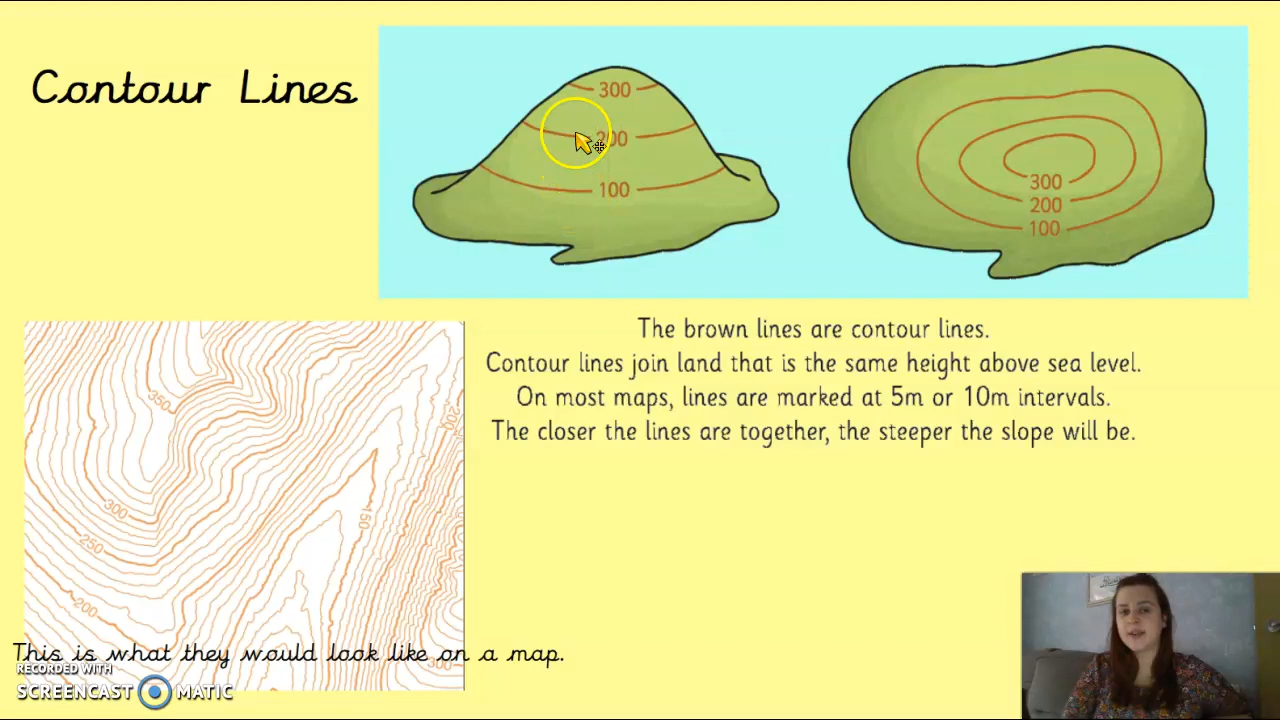 Contour Lines
300
200
100
300
200
100
The brown lines are contour lines.
Contour lines join land that is the same height above sea level.
On most maps, lines are marked at 5m or 10m intervals.
The closer the lines are together, the steeper the slope will be.
350
200
300
150
250
200
300
This is what they would look like on a map.
RECORDED WITH
SCREENCAST MATIC